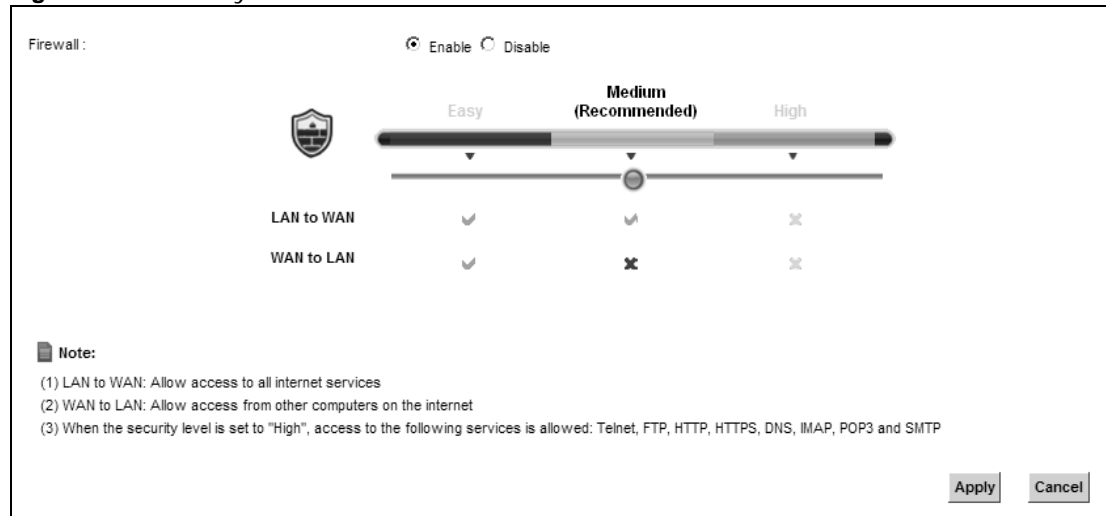 Firewall :
Enable Disable
Easy
Medium
(Recommended)
High
LAN to WAN
WAN to LAN
Note:
(1) LAN to WAN: Allow access to all internet services
(2) WAN to LAN: Allow access from other computers on the internet
(3) When the security level is set to "High", access to the following services is allowed: Telnet, FTP, HTTP, HTTPS, DNS, IMAP, POP3 and SMTP
Apply Cancel